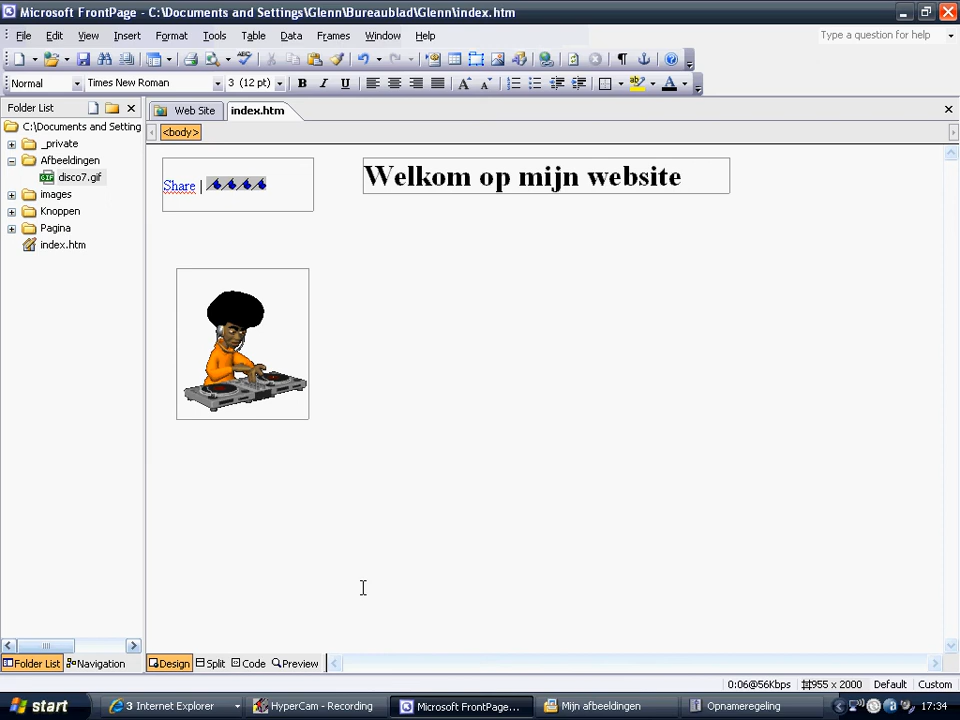 Microsoft FrontPage - C:\Documents and Settings\Glenn\Bureaublad\Glenn\index.htm
File Edit View Insert Format Tools Table Data Frames Window Help
Type a question for help
Normal Times New Roman 3 (12 pt) B I U A A A
Folder List
Web Site index.htm
C:\Documents and Setting
<body>
_private
Afbeeldingen
disco7.gif
images
Knoppen
Pagina
index.htm
Share |
Welkom op mijn website
Folder List Navigation
Design Split Code Preview
0:06@56Kbps 955 x 2000 Default Custom
start 3 Internet Explorer HyperCam - Recording Microsoft FrontPage... Mijn afbeeldingen Opnameregeling 17:34